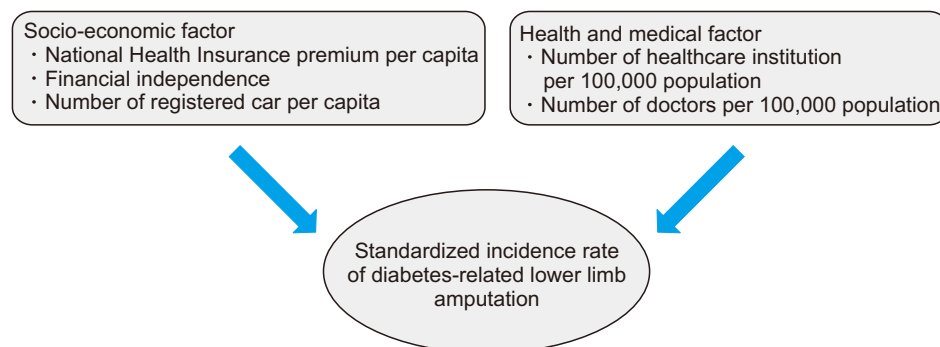 Socio-economic factor
・National Health Insurance premium per capita
・Financial independence
・Number of registered car per capita
Health and medical factor
・Number of healthcare institution
per 100,000 population
・Number of doctors per 100,000 population
Standardized incidence rate
of diabetes-related lower limb
amputation